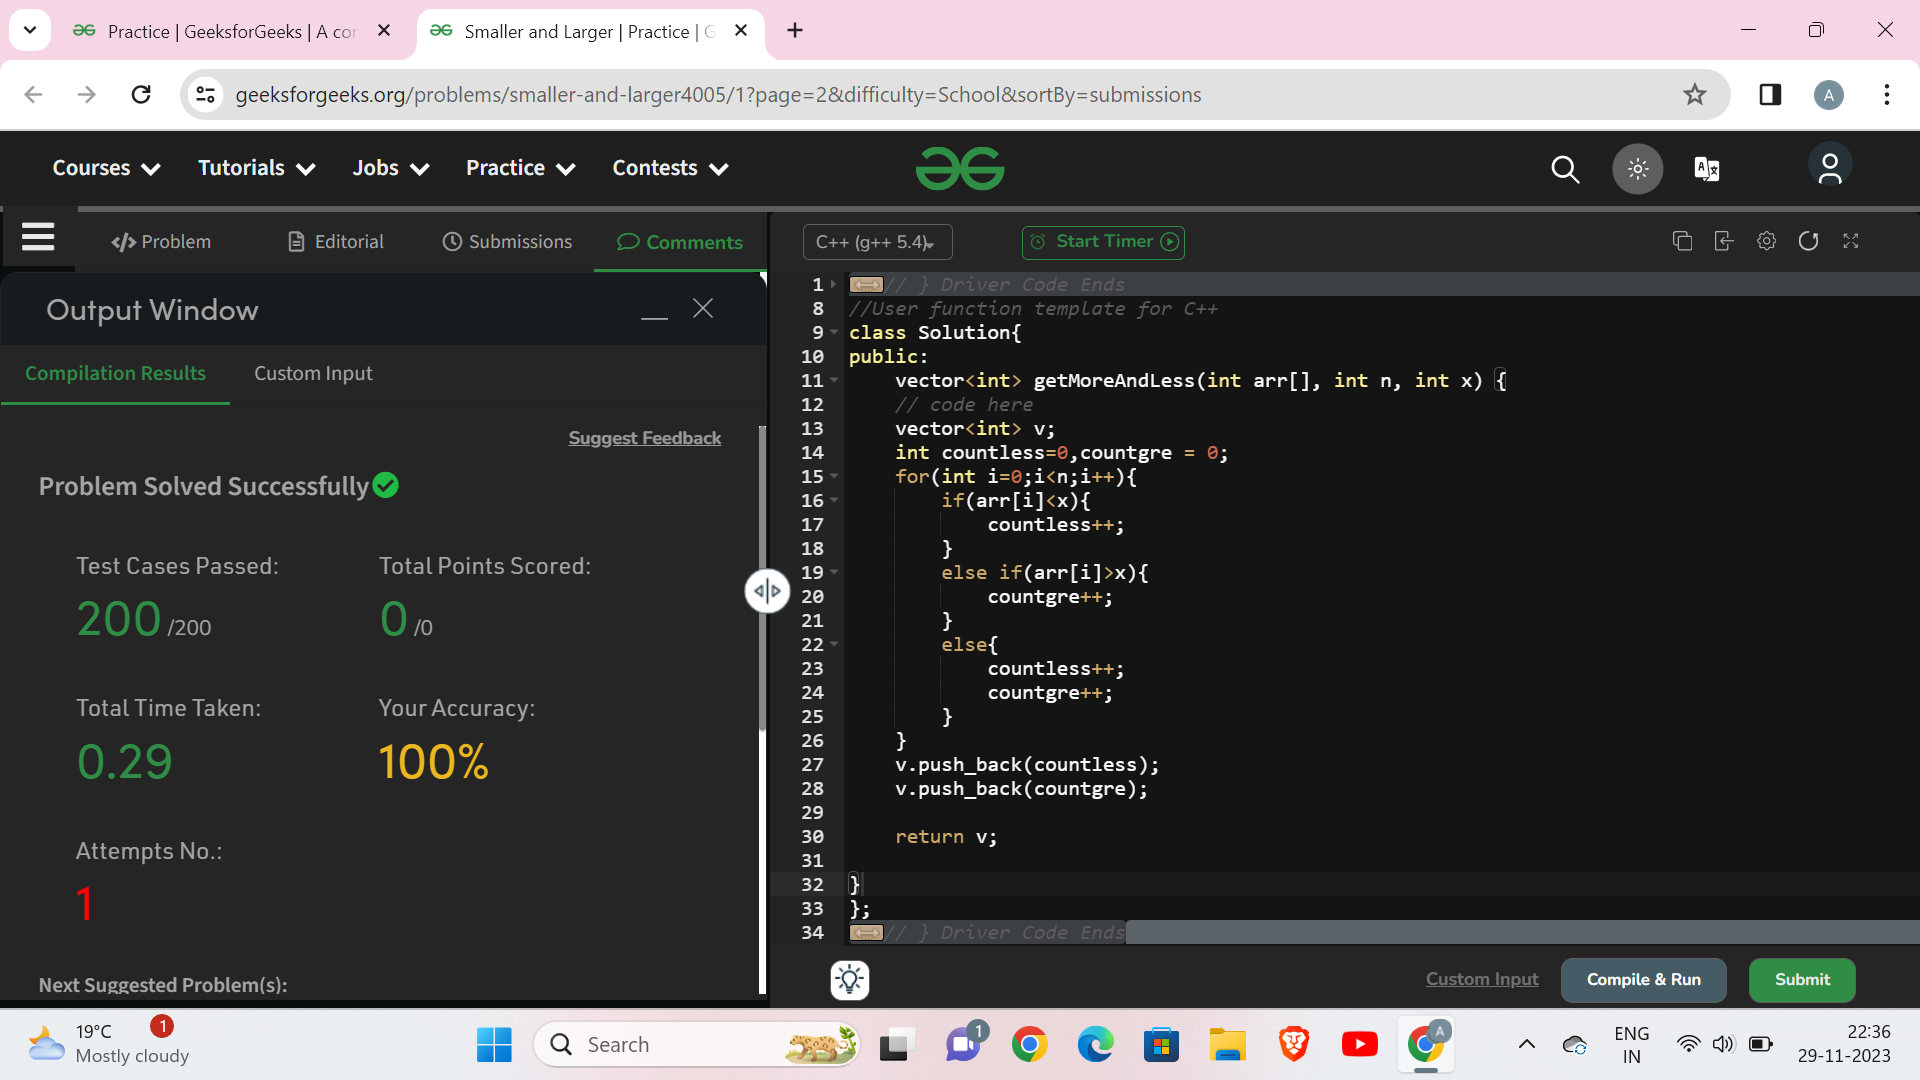 Practice | GeeksforGeeks | A co
Smaller and Larger | Practice | G
geeksforgeeks.org/problems/smaller-and-larger4005/1?page=2&difficulty=School&sortBy=submissions
A
Courses Tutorials Jobs Practice Contests
Problem Editorial Submissions Comments
C++ (g++ 5.4)
Start Timer
Output Window
Compilation Results Custom Input
Suggest Feedback
Problem Solved Successfully
Test Cases Passed: Total Points Scored:
200 /200 0 /0
Total Time Taken: Your Accuracy:
0.29 100%
Attempts No.:
1
Next Suggested Problem(s):
1 // } Driver Code Ends
8 //User function template for C++
9 class Solution{
10 public:
11 vector<int> getMoreAndLess(int arr[], int n, int x) {
12 // code here
13 vector<int> v;
14 int countless=0,countgre = 0;
15 for(int i=0;i<n;i++){
16 if(arr[i]<x){
17 countless++;
18 }
19 else if(arr[i]>x){
20 countgre++;
21 }
22 else{
23 countless++;
24 countgre++;
25 }
26 }
27 v.push_back(countless);
28 v.push_back(countgre);
29
30 return v;
31
32 }
33 };
34 // } Driver Code Ends
Custom Input Compile & Run Submit
19°C
Mostly cloudy
1
Search
1
A
ENG
IN
22:36
29-11-2023